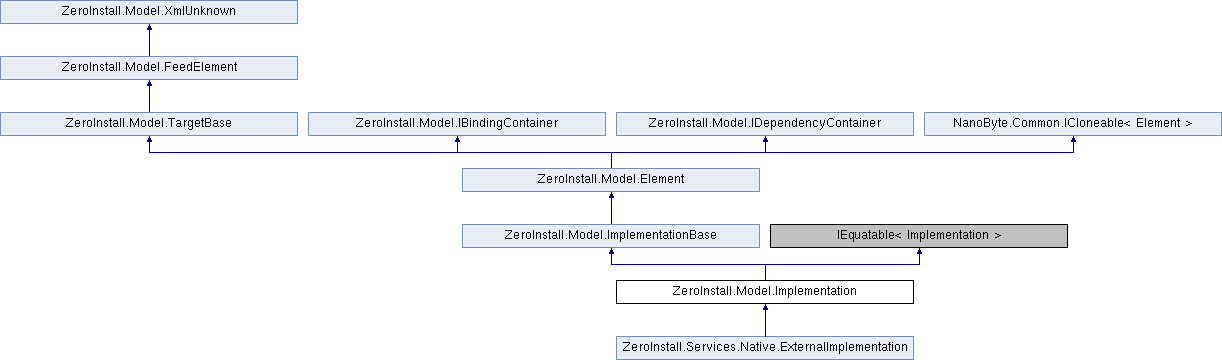 ZeroInstall.Model.XmlUnknown
ZeroInstall.Model.FeedElement
ZeroInstall.Model.TargetBase
ZeroInstall.Model.IBindingContainer
ZeroInstall.Model.IDependencyContainer
NanoByte.Common.ICloneable< Element >
ZeroInstall.Model.Element
ZeroInstall.Model.ImplementationBase
IEquatable< Implementation >
ZeroInstall.Model.Implementation
ZeroInstall.Services.Native.ExternalImplementation